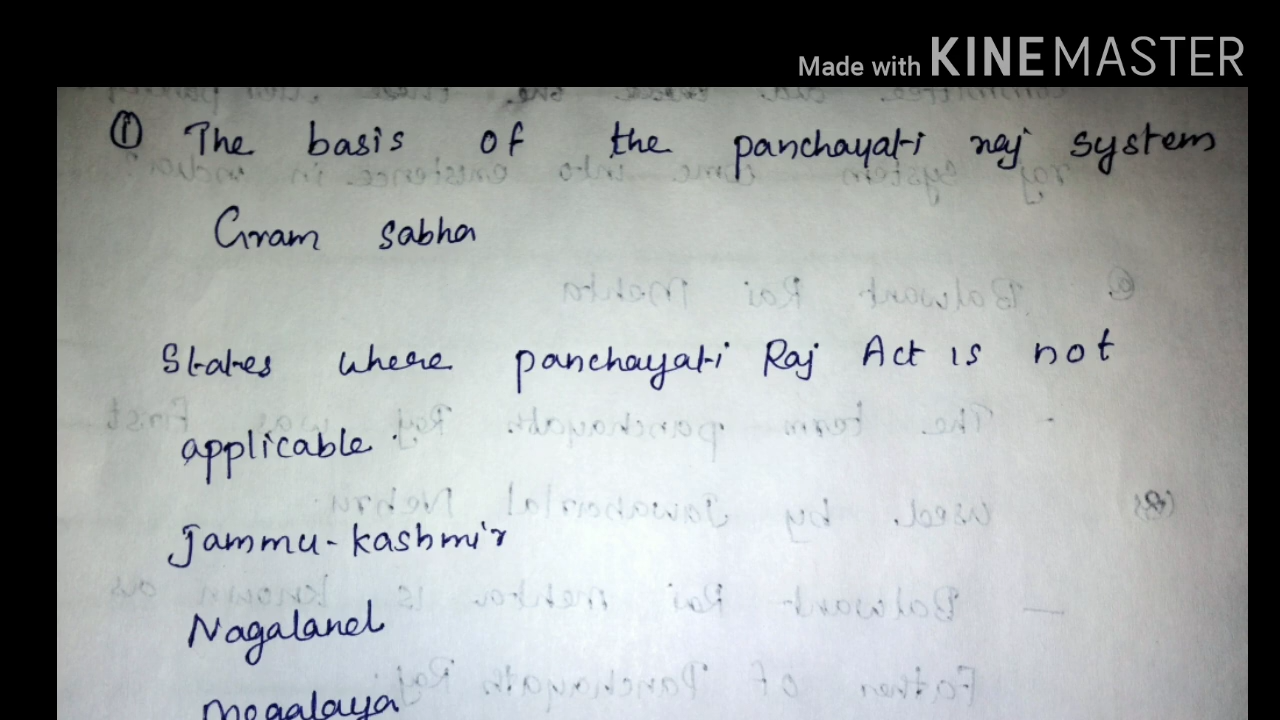 Made with KINEMASTER
① The basis of the panchayati raj system
Gram sabha
States where panchayati Raj Act is not
applicable.
Jammu-kashmir
Nagaland
megalaya